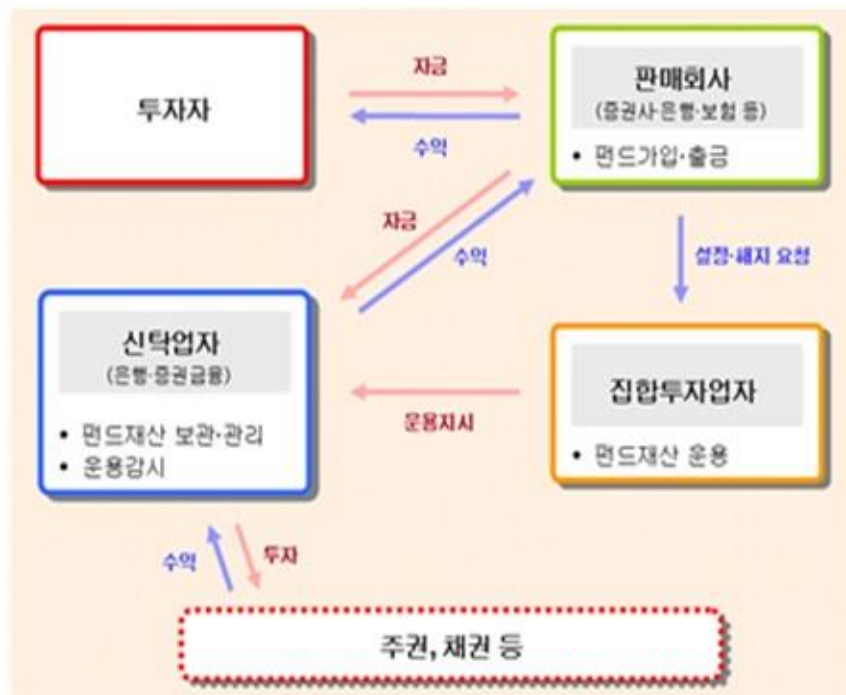 투자자
자금
수익
판매회사
(증권사·은행·보험 등)
• 펀드가입·출금
자금
수익
설정·해지 요청
신탁업자
(은행·증권금융)
• 펀드재산 보관·관리
• 운용감시
운용지시
집합투자업자
• 펀드재산 운용
수익
투자
주권, 채권 등